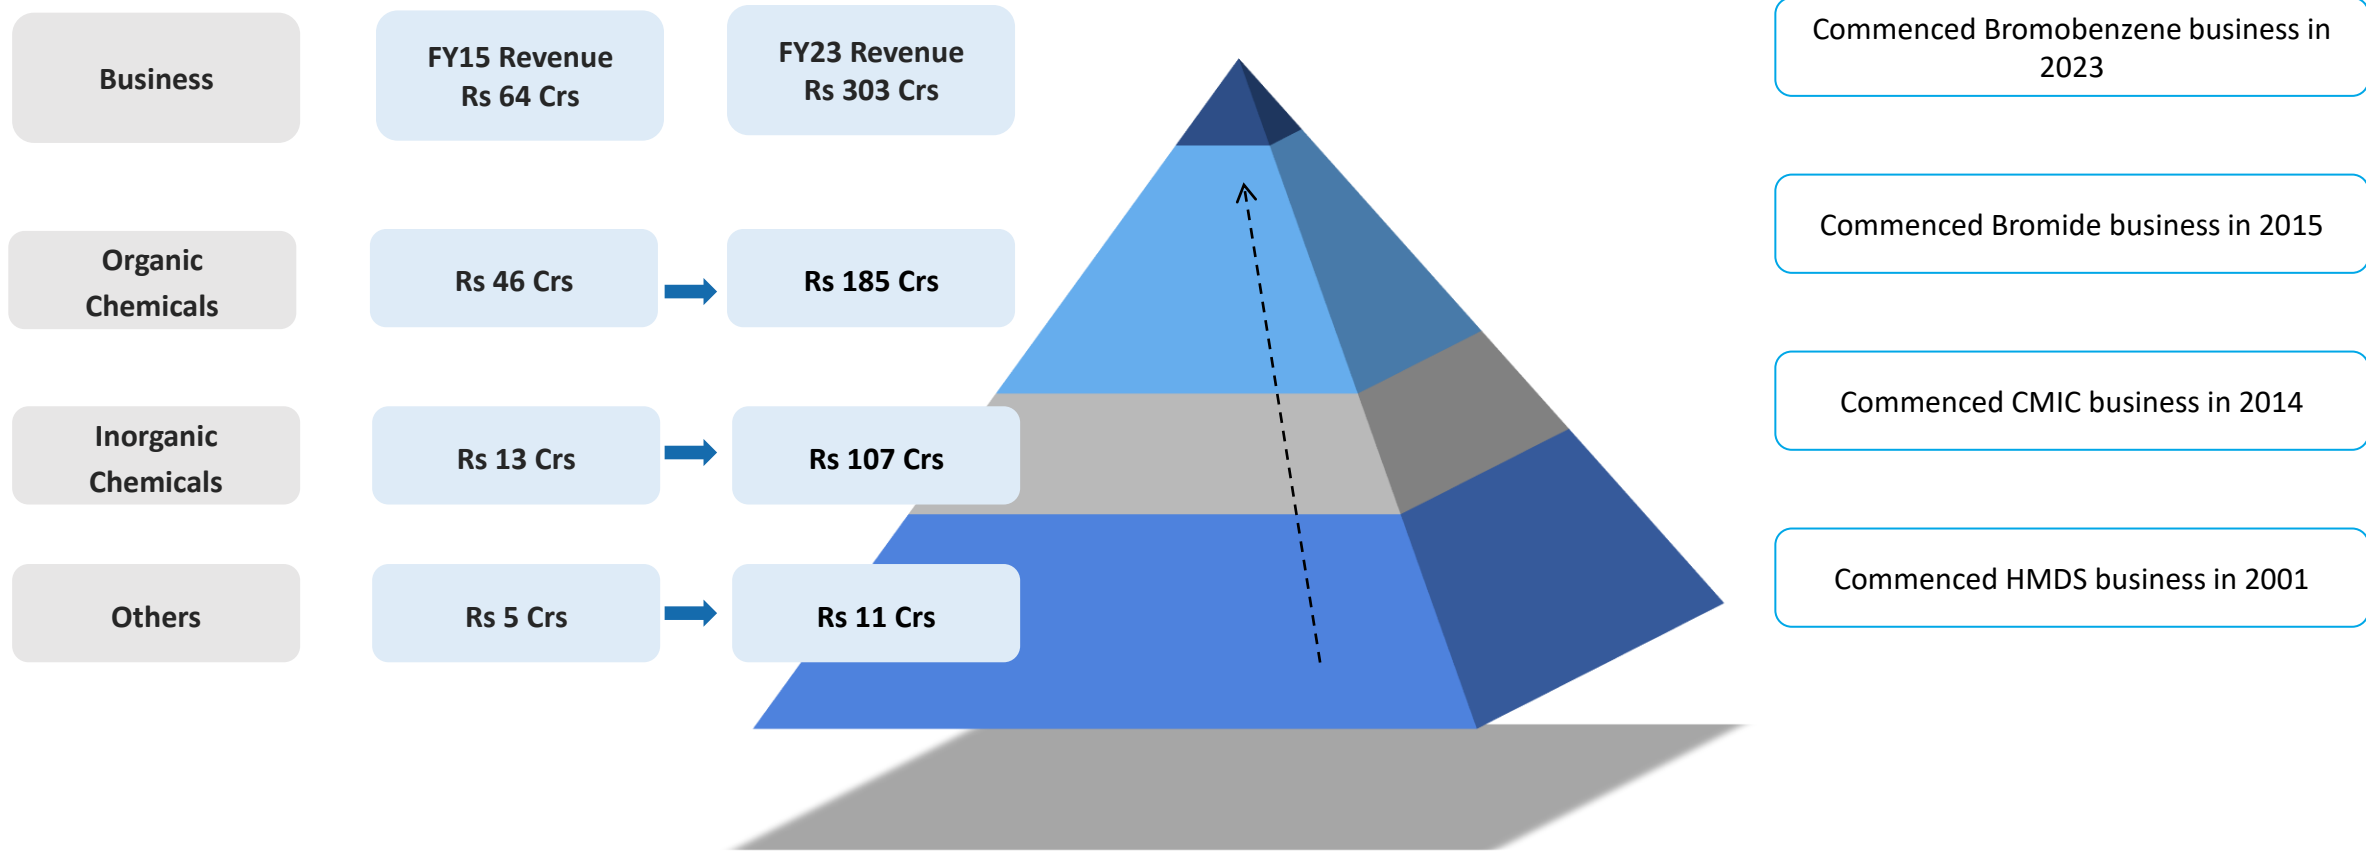 Business
FY15 Revenue
Rs 64 Crs
FY23 Revenue
Rs 303 Crs
Commenced Bromobenzene business in
2023
Organic
Chemicals
Rs 46 Crs
Rs 185 Crs
Commenced Bromide business in 2015
Inorganic
Chemicals
Rs 13 Crs
Rs 107 Crs
Commenced CMIC business in 2014
Others
Rs 5 Crs
Rs 11 Crs
Commenced HMDS business in 2001